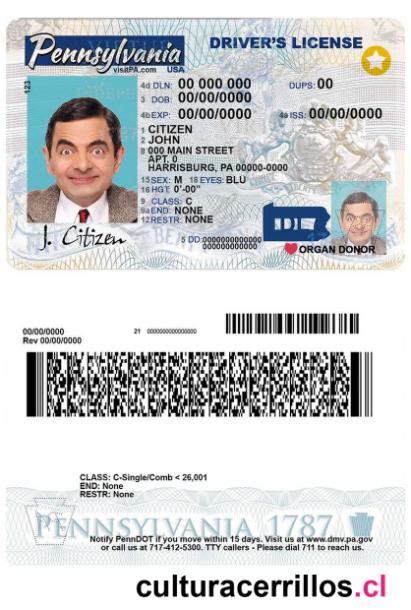 Pennsylvania
visitPA.com USA
DRIVER'S LICENSE
123
4d DLN: 00 000 000 DUPS: 00
3 DOB: 00/00/0000
4b EXP: 00/00/0000 4a ISS: 00/00/0000
1 CITIZEN
2 JOHN
8 000 MAIN STREET
APT. 0
HARRISBURG, PA 00000-0000
15 SEX: M 18 EYES: BLU
16 HGT: 0'-00"
9 CLASS: C
9a END: NONE
12 RESTR: NONE
J. Citizen
5 DD: 0000000000000
0000000000000
ID
ORGAN DONOR
00/00/0000
Rev 00/00/0000
21 0000000000000
CLASS: C-Single/Comb < 26,001
END: None
RESTR: None
PENNSYLVANIA 1787
Notify PennDOT if you move within 15 days. Visit us at www.dmv.pa.gov
or call us at 717-412-5300. TTY callers - Please dial 711 to reach us.
culturacerrillos.cl